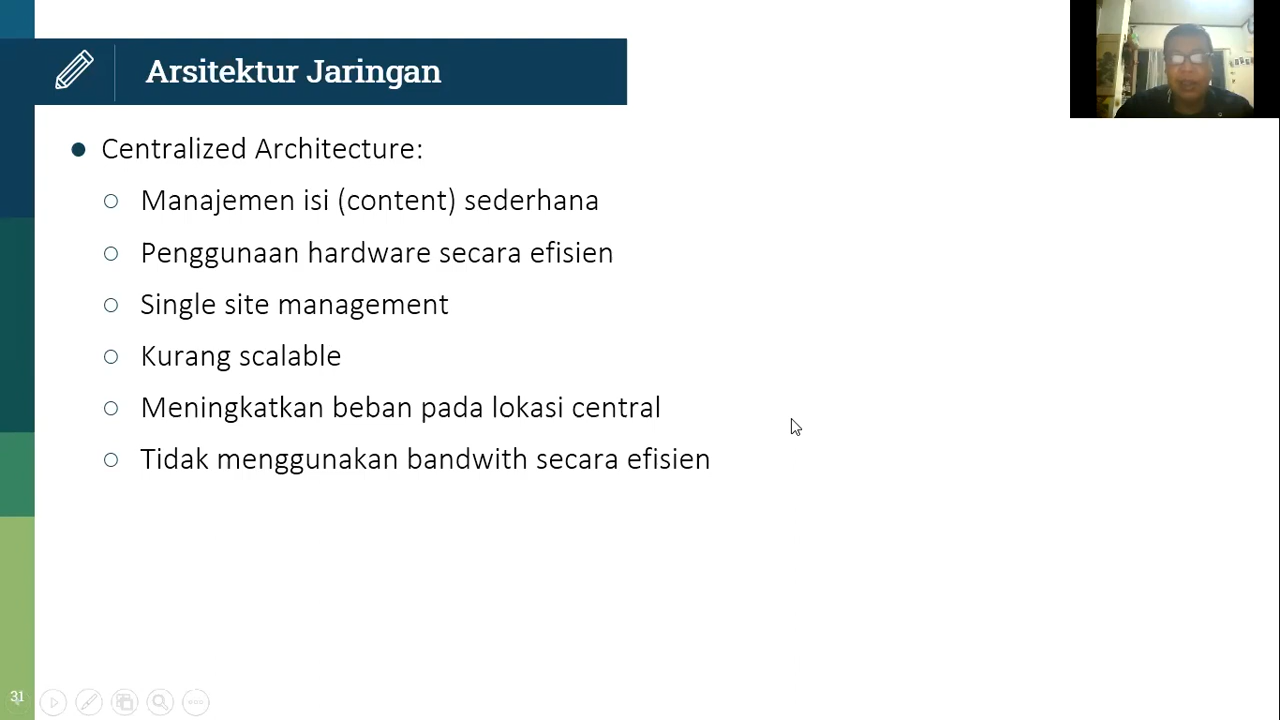 Arsitektur Jaringan
Centralized Architecture:
Manajemen isi (content) sederhana
Penggunaan hardware secara efisien
Single site management
Kurang scalable
Meningkatkan beban pada lokasi central
Tidak menggunakan bandwith secara efisien
31